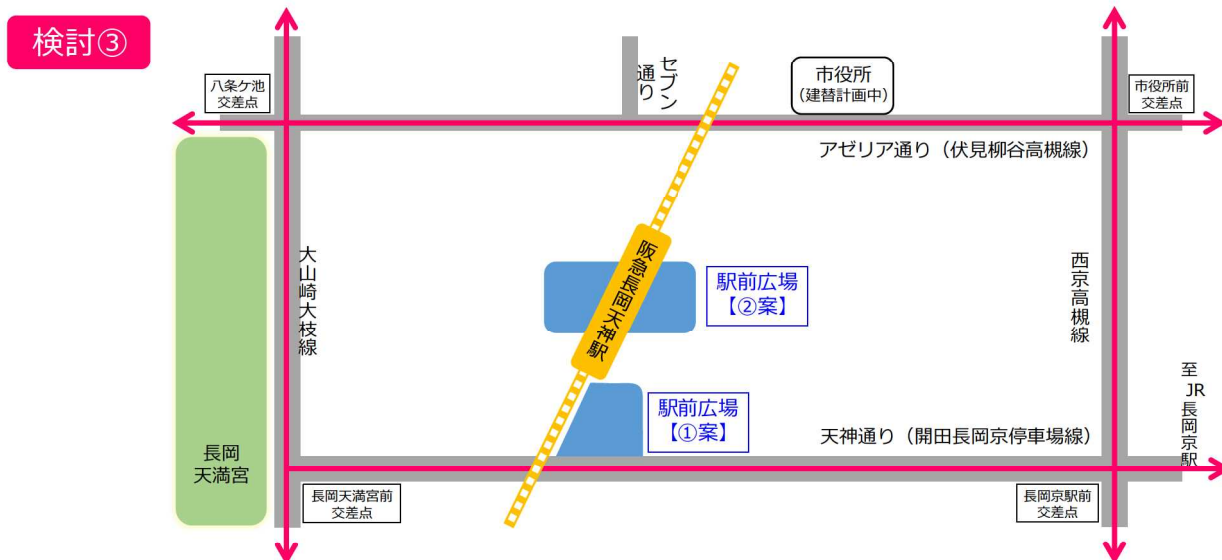 検討③
八条ケ池
交差点
セブン
通り
市役所
（建替計画中）
市役所前
交差点
アゼリア通り（伏見柳谷高槻線）
大山崎大枝線
阪急長岡天神駅
駅前広場
【②案】
西京高槻線
駅前広場
【①案】
至JR長岡京駅
天神通り（開田長岡京停車場線）
長岡
天満宮
長岡天満宮前
交差点
長岡京駅前
交差点